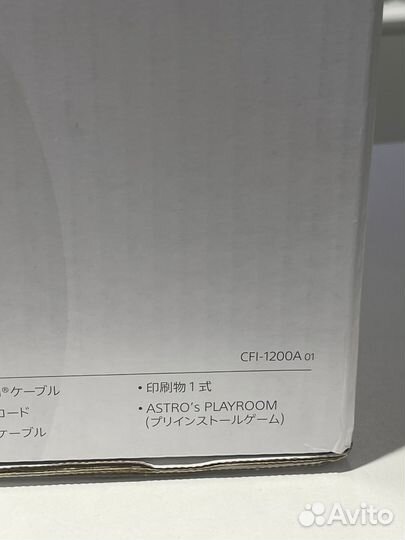 CFI-1200A 01
®ケーブル
コード
ケーブル
・印刷物1式
・ASTRO's PLAYROOM
(プリインストールゲーム)
Avito